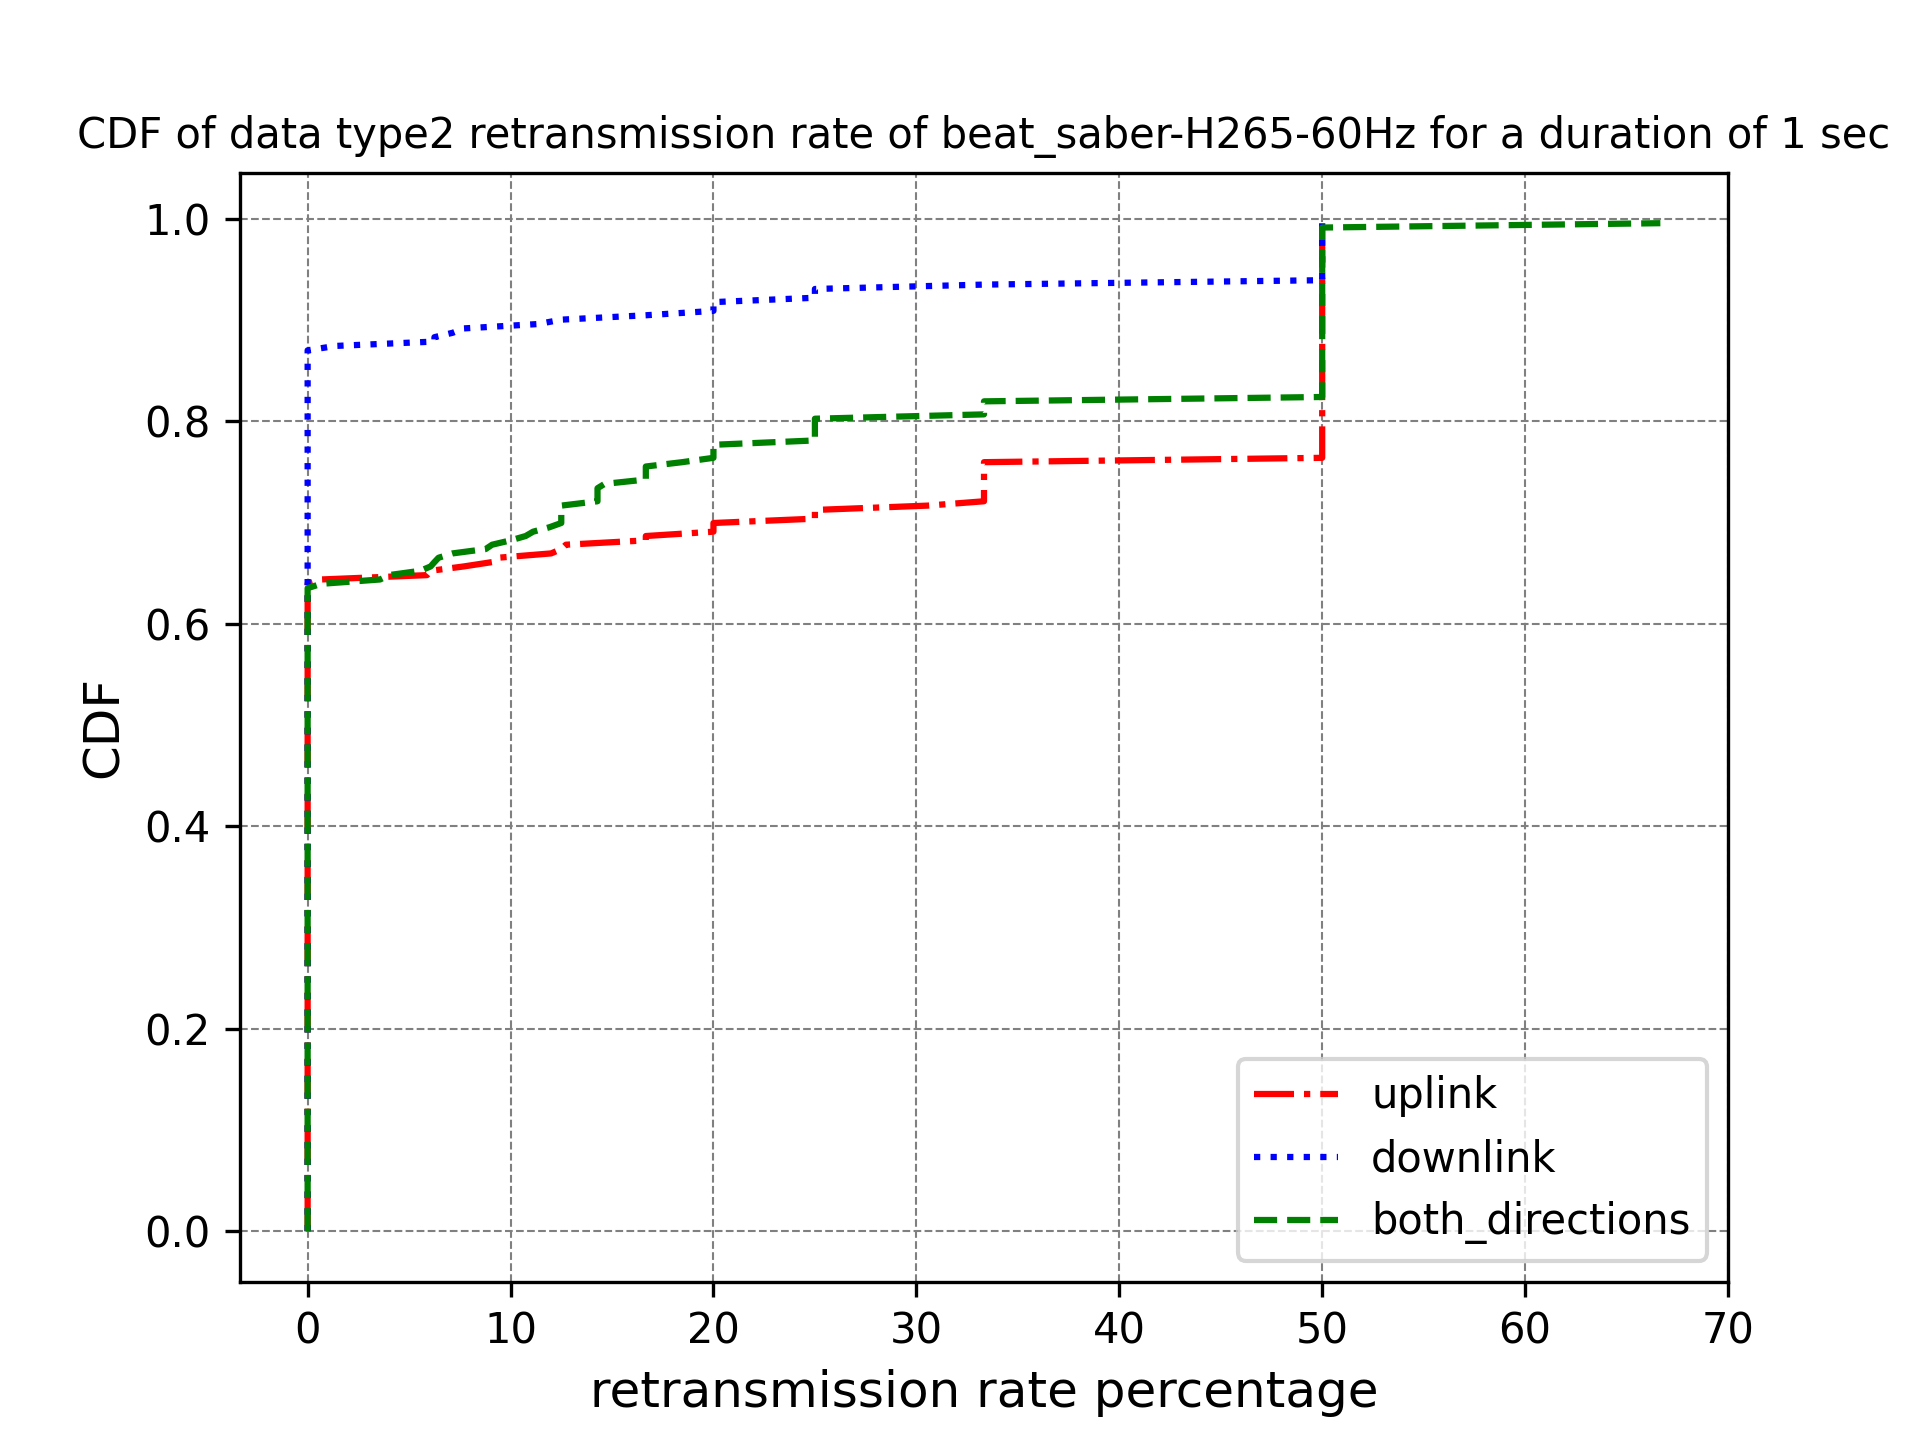 CDF of data type2 retransmission rate of beat_saber-H265-60Hz for a duration of 1 sec
1.0
0.8
0.6
0.4
0.2
0.0
CDF
uplink
downlink
both_directions
0 10 20 30 40 50 60 70
retransmission rate percentage